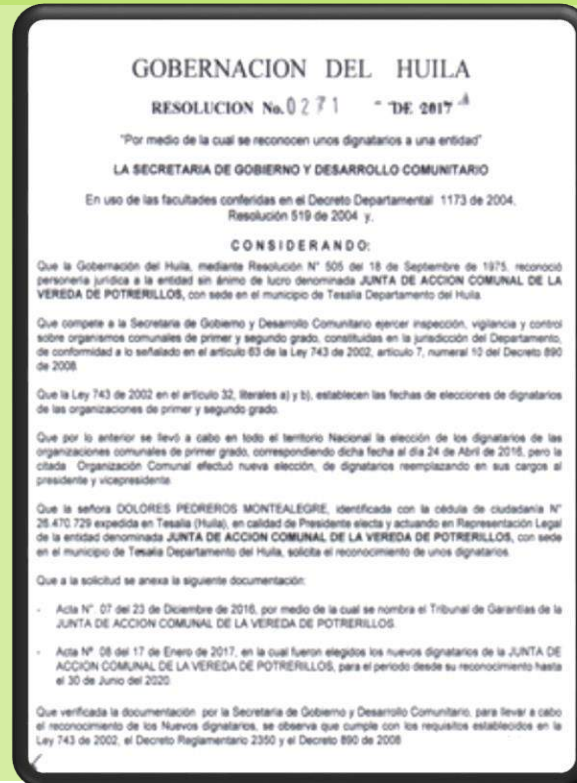 GOBERNACION DEL HUILA
RESOLUCION No. 0271 - DE 2017
"Por medio de la cual se reconocen unos dignatarios a una entidad"
LA SECRETARIA DE GOBIERNO Y DESARROLLO COMUNITARIO
En uso de las facultades conferidas en el Decreto Departamental 1173 de 2004,
Resolución 519 de 2004 y,
CONSIDERANDO:
Que la Gobernación del Huila, mediante Resolución N° 505 del 18 de Septiembre de 1975, reconoció
personería jurídica a la entidad sin ánimo de lucro denominada JUNTA DE ACCION COMUNAL DE LA
VEREDA DE POTRERILLOS, con sede en el municipio de Tesalia Departamento del Huila.
Que compete a la Secretaria de Gobierno y Desarrollo Comunitario ejercer inspección, vigilancia y control
sobre organismos comunales de primer y segundo grado, constituidas en la jurisdicción del Departamento,
de conformidad a lo señalado en el artículo 63 de la Ley 743 de 2002, artículo 7, numeral 10 del Decreto 890
de 2008.
Que la Ley 743 de 2002 en el artículo 32, literales a) y b), establecen las fechas de elecciones de dignatarios
de las organizaciones de primer y segundo grado.
Que por lo anterior se llevó a cabo en todo el territorio Nacional la elección de los dignatarios de las
organizaciones comunales de primer grado, correspondiendo dicha fecha al día 24 de Abril de 2016, pero la
citada Organización Comunal efectuó nueva elección, de dignatarios reemplazando en sus cargos al
presidente y vicepresidente.
Que la señora DOLORES PEDREROS MONTEALEGRE, identificada con la cédula de ciudadanía N°
26.470.729 expedida en Tesalia (Huila), en calidad de Presidente electa y actuando en Representación Legal
de la entidad denominada JUNTA DE ACCION COMUNAL DE LA VEREDA DE POTRERILLOS, con sede
en el municipio de Tesalia Departamento del Huila, solicita el reconocimiento de unos dignatarios.
Que a la solicitud se anexa la siguiente documentación:
- Acta N° 07 del 23 de Diciembre de 2016, por medio de la cual se nombra el Tribunal de Garantías de la
JUNTA DE ACCION COMUNAL DE LA VEREDA DE POTRERILLOS.
- Acta Nº 08 del 17 de Enero de 2017, en la cual fueron elegidos los nuevos dignatarios de la JUNTA DE
ACCION COMUNAL DE LA VEREDA DE POTRERILLOS, para el periodo desde su reconocimiento hasta
el 30 de Junio del 2020.
Que verificada la documentación por la Secretaria de Gobierno y Desarrollo Comunitario, para llevar a cabo
el reconocimiento de los Nuevos dignatarios, se observa que cumple con los requisitos establecidos en la
Ley 743 de 2002, el Decreto Reglamentario 2350 y el Decreto 890 de 2008